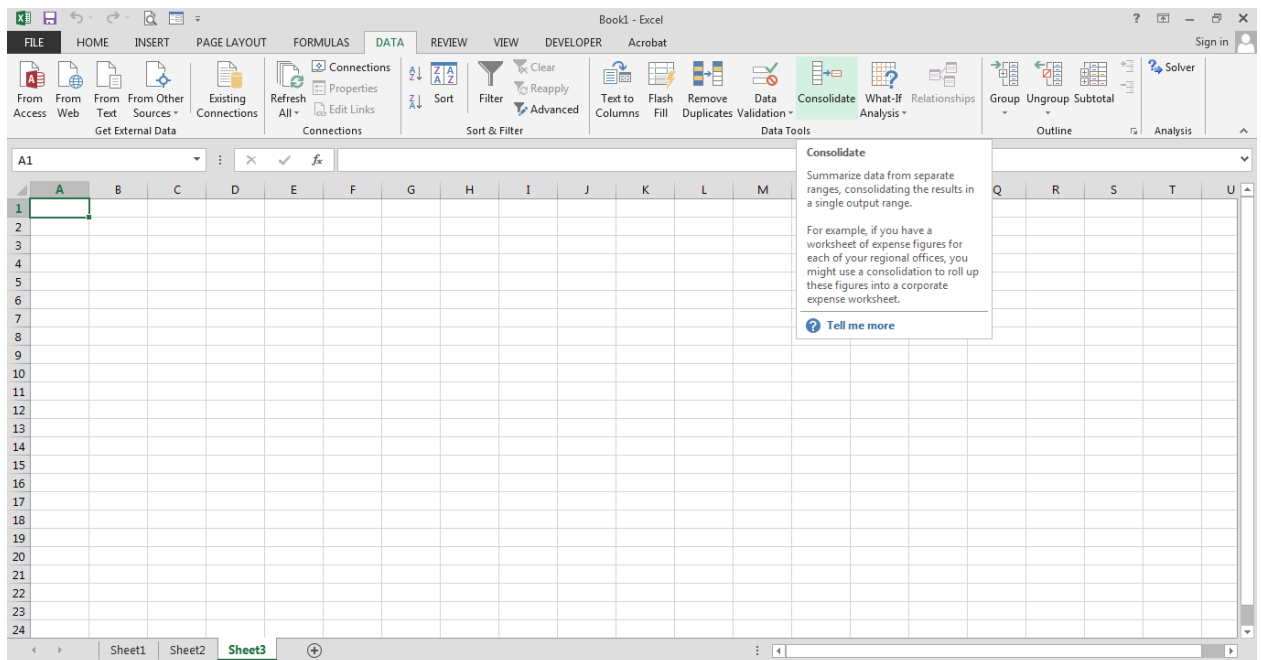 Book1 - Excel
?
FILE HOME INSERT PAGE LAYOUT FORMULAS DATA REVIEW VIEW DEVELOPER Acrobat Sign in
From Access
From Web
From Text
From Other Sources
Existing Connections
Get External Data
Refresh All
Connections
Properties
Edit Links
Connections
Sort
Filter
Clear
Reapply
Advanced
Sort & Filter
Text to Columns
Flash Fill
Remove Duplicates
Data Validation
Consolidate
What-If Analysis
Relationships
Data Tools
Group
Ungroup
Subtotal
Outline
Solver
Analysis
A1 fx
Consolidate
Summarize data from separate
ranges, consolidating the results in
a single output range.
For example, if you have a
worksheet of expense figures for
each of your regional offices, you
might use a consolidation to roll up
these figures into a corporate
expense worksheet.
Tell me more
A B C D E F G H I J K L M Q R S T U
1
2
3
4
5
6
7
8
9
10
11
12
13
14
15
16
17
18
19
20
21
22
23
24
Sheet1 Sheet2 Sheet3